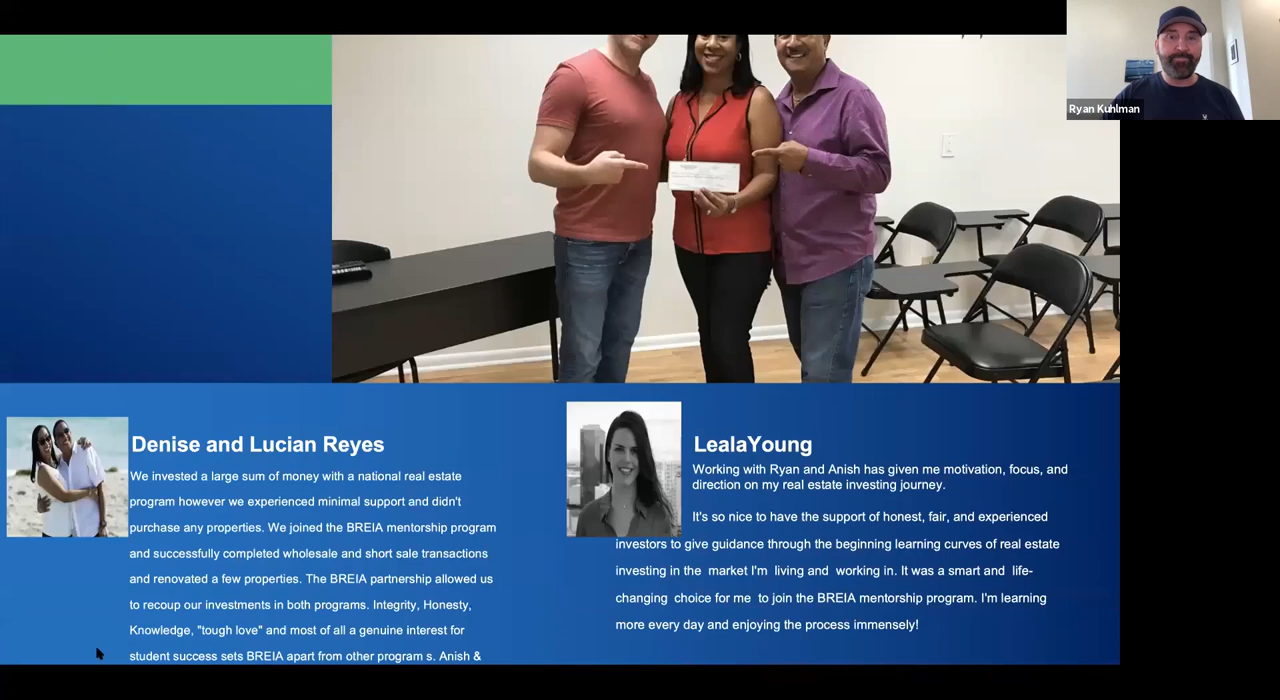 Ryan Kuhlman
Denise and Lucian Reyes
We invested a large sum of money with a national real estate
program however we experienced minimal support and didn't
purchase any properties. We joined the BREIA mentorship program
and successfully completed wholesale and short sale transactions
and renovated a few properties. The BREIA partnership allowed us
to recoup our investments in both programs. Integrity, Honesty,
Knowledge, "tough love" and most of all a genuine interest for
student success sets BREIA apart from other program s. Anish &
LealaYoung
Working with Ryan and Anish has given me motivation, focus, and
direction on my real estate investing journey.
It's so nice to have the support of honest, fair, and experienced
investors to give guidance through the beginning learning curves of real estate
investing in the market I'm living and working in. It was a smart and life-
changing choice for me to join the BREIA mentorship program. I'm learning
more every day and enjoying the process immensely!